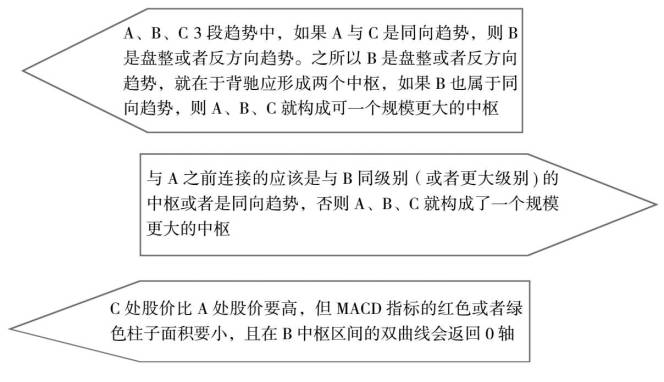 A、B、C 3 段趋势中，如果 A 与 C 是同向趋势，则 B
是盘整或者反方向趋势。之所以 B 是盘整或者反方向
趋势，就在于背驰应形成两个中枢，如果 B 也属于同
向趋势，则 A、B、C 就构成可一个规模更大的中枢
与 A 之前连接的应该是与 B 同级别（或者更大级别）的
中枢或者是同向趋势，否则 A、B、C 就构成了一个规模
更大的中枢
C 处股价比 A 处股价要高，但 MACD 指标的红色或者绿
色柱子面积要小，且在 B 中枢区间的双曲线会返回 0 轴